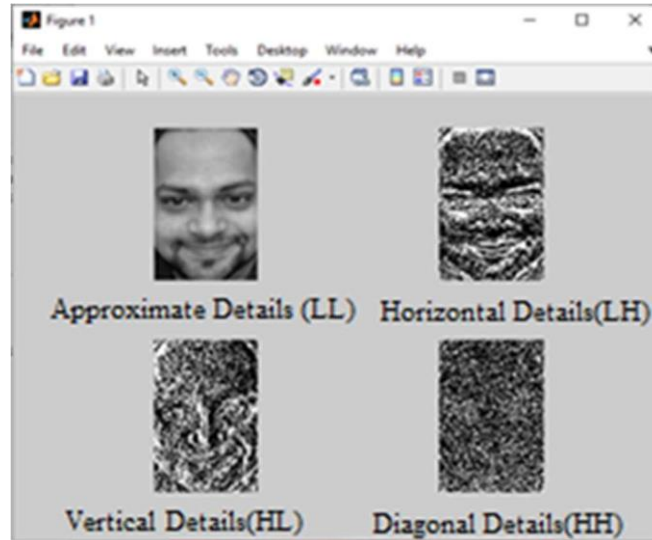 Figure 1
File Edit View Insert Tools Desktop Window Help
Approximate Details (LL)
Horizontal Details(LH)
Vertical Details(HL)
Diagonal Details(HH)